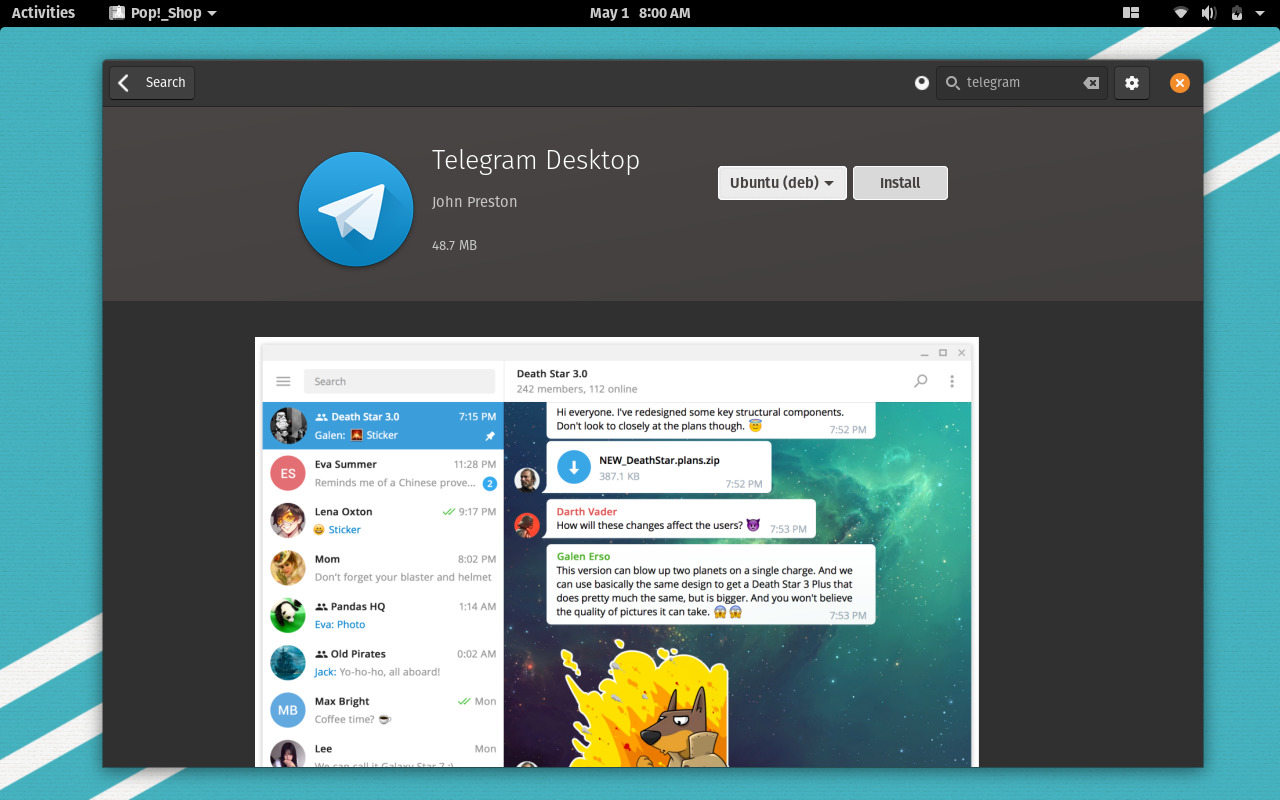 Activities
Pop!_Shop
May 1 8:00 AM
Search
telegram
Telegram Desktop
John Preston
48.7 MB
Ubuntu (deb)
Install
Search
Death Star 3.0 7:15 PM
Galen: Sticker
ES
Eva Summer 11:28 PM
Reminds me of a Chinese prove... 2
Lena Oxton 9:17 PM
Sticker
Mom 8:02 PM
Don't forget your blaster and helmet
Pandas HQ 1:14 AM
Eva: Photo
Old Pirates 0:02 AM
Jack: Yo-ho-ho, all aboard!
MB
Max Bright Mon
Coffee time?
Lee Mon
We can call it Galaxy Star 7 :)
Death Star 3.0
242 members, 112 online
Hi everyone. I've redesigned some key structural components.
Don't look to closely at the plans though. 7:52 PM
NEW_DeathStar.plans.zip
387.1 KB
7:52 PM
Darth Vader
How will these changes affect the users? 7:53 PM
Galen Erso
This version can blow up two planets on a single charge. And we
can use basically the same design to get a Death Star 3 Plus that
does pretty much the same, but is bigger. And you won't believe
the quality of pictures it can take. 7:53 PM